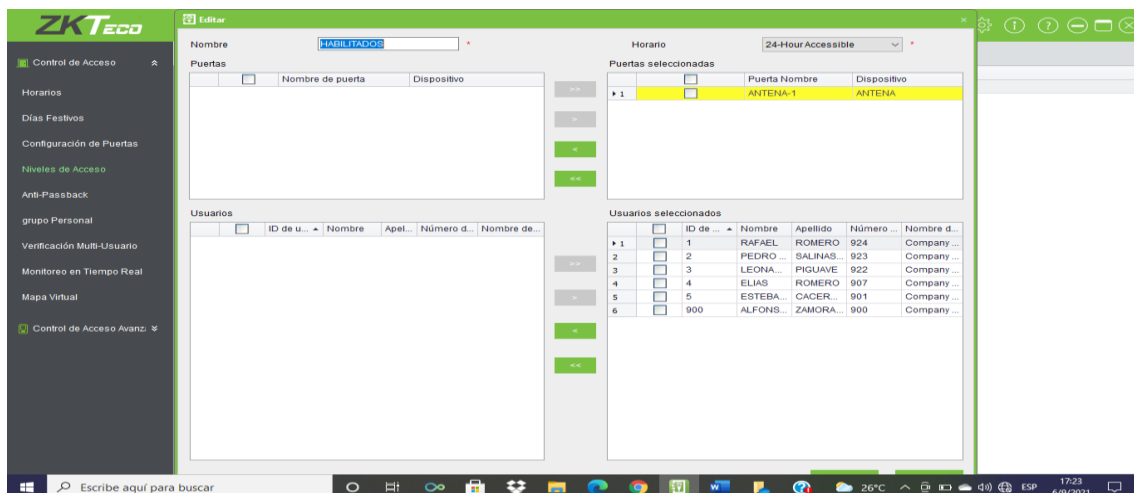 ZKTeco
Editar
Nombre HABILITADOS * Horario 24-Hour Accessible *
Control de Acceso
Puertas Puertas seleccionadas
Nombre de puerta Dispositivo
Puerta Nombre Dispositivo
>>
1 ANTENA-1 ANTENA
Horarios
Días Festivos
>
Configuración de Puertas
<
Niveles de Acceso
<<
Anti-Passback
grupo Personal
Usuarios Usuarios seleccionados
ID de u... Nombre Apel... Número d... Nombre de...
ID de ... Nombre Apellido Número ... Nombre d...
1 1 RAFAEL ROMERO 924 Company ...
2 2 PEDRO ... SALINAS... 923 Company ...
3 3 LEONA... PIGUAVE 922 Company ...
4 4 ELIAS ROMERO 907 Company ...
5 5 ESTEBA... CACER... 901 Company ...
6 900 ALFONS... ZAMORA... 900 Company ...
Verificación Multi-Usuario
>>
Monitoreo en Tiempo Real
Mapa Virtual
>
Control de Acceso Avanz
<
<<
Escribe aquí para buscar
26°C ESP 17:23
6/9/2021